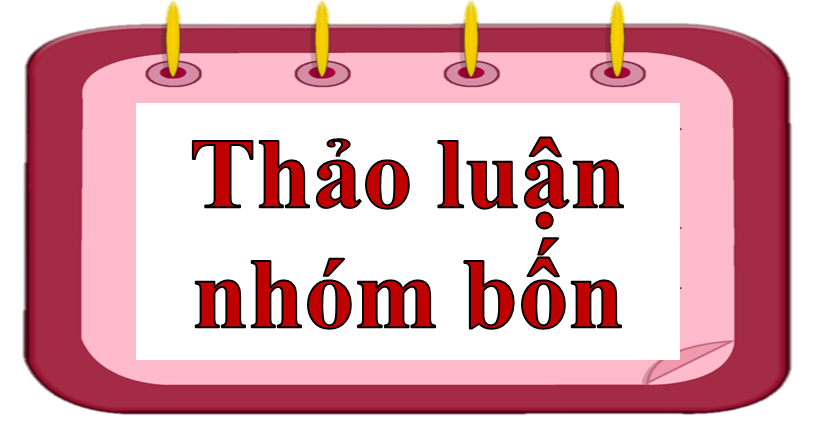 Thảo luận
nhóm bốn